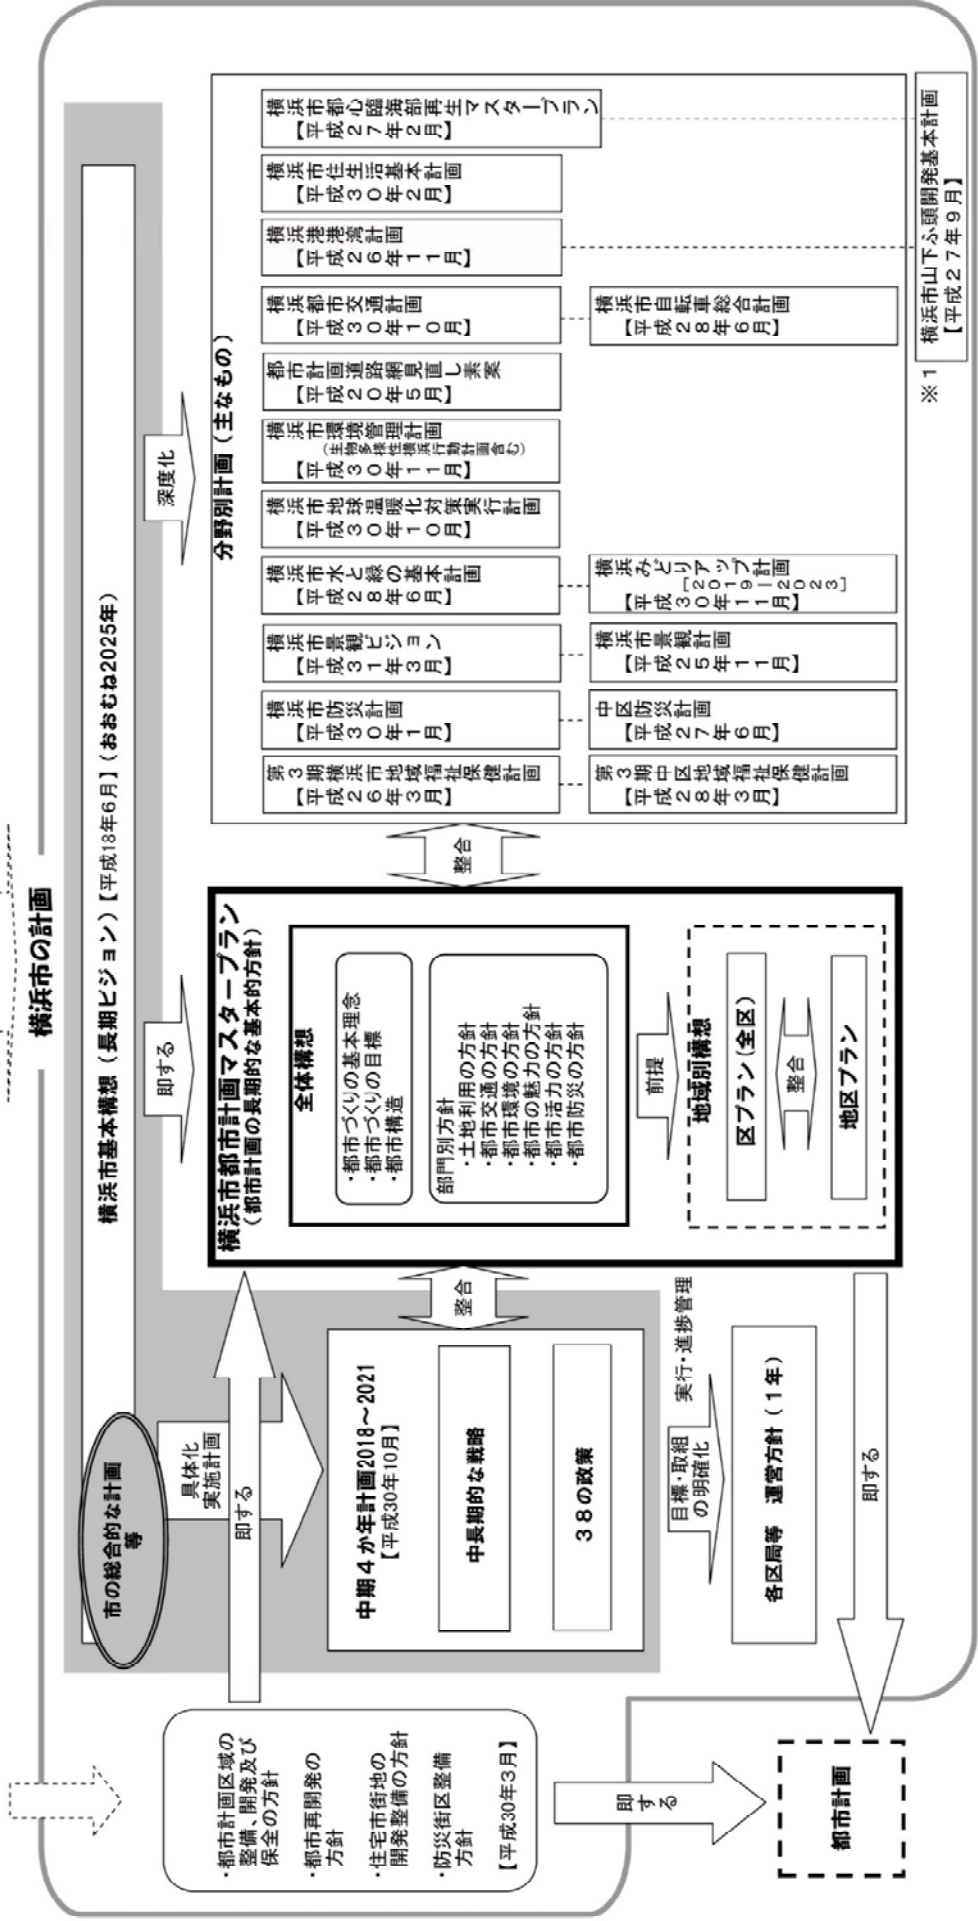 横浜市の計画
市の総合的な計画
等
横浜市基本構想（長期ビジョン）【平成18年6月】（おおむね2025年）
具体化
実施計画
即する
深度化
・都市計画区域の
整備、開発及び
保全の方針
・都市再開発の
方針
・住宅市街地の
開発整備の方針
・防災街区整備
方針
【平成30年3月】
即する
即する
都市計画
中期４か年計画2018～2021
【平成30年10月】
中長期的な戦略
３８の政策
目標・取組
の明確化
実行・進捗管理
各区局等　運営方針（１年）
整合
横浜市都市計画マスタープラン
（都市計画の長期的な基本的方針）
全体構想
・都市づくりの基本理念
・都市づくりの目標
・都市構造
部門別方針
・土地利用の方針
・都市交通の方針
・都市環境の方針
・都市の魅力の方針
・都市活力の方針
・都市防災の方針
前提
地域別構想
区プラン（全区）
整合
地区プラン
即する
整合
分野別計画（主なもの）
第３期横浜市地域福祉保健計画
【平成２６年３月】
第３期中区地域福祉保健計画
【平成２８年３月】
横浜市防災計画
【平成３０年１月】
中区防災計画
【平成２７年６月】
横浜市景観ビジョン
【平成３１年３月】
横浜市景観計画
【平成２５年１１月】
横浜市水と緑の基本計画
【平成２８年６月】
横浜みどりアップ計画
［２０１９－２０２３］
【平成３０年１１月】
横浜市地球温暖化対策実行計画
【平成３０年１０月】
横浜市環境管理計画
（生物多様性横浜行動計画含む）
【平成３０年１１月】
都市計画道路網見直し素案
【平成２０年５月】
横浜都市交通計画
【平成３０年１０月】
横浜市自転車総合計画
【平成２８年６月】
横浜港港湾計画
【平成２６年１１月】
横浜市住生活基本計画
【平成３０年２月】
横浜市都心臨海部再生マスタープラン
【平成２７年２月】
※１
横浜市山下ふ頭開発基本計画
【平成２７年９月】